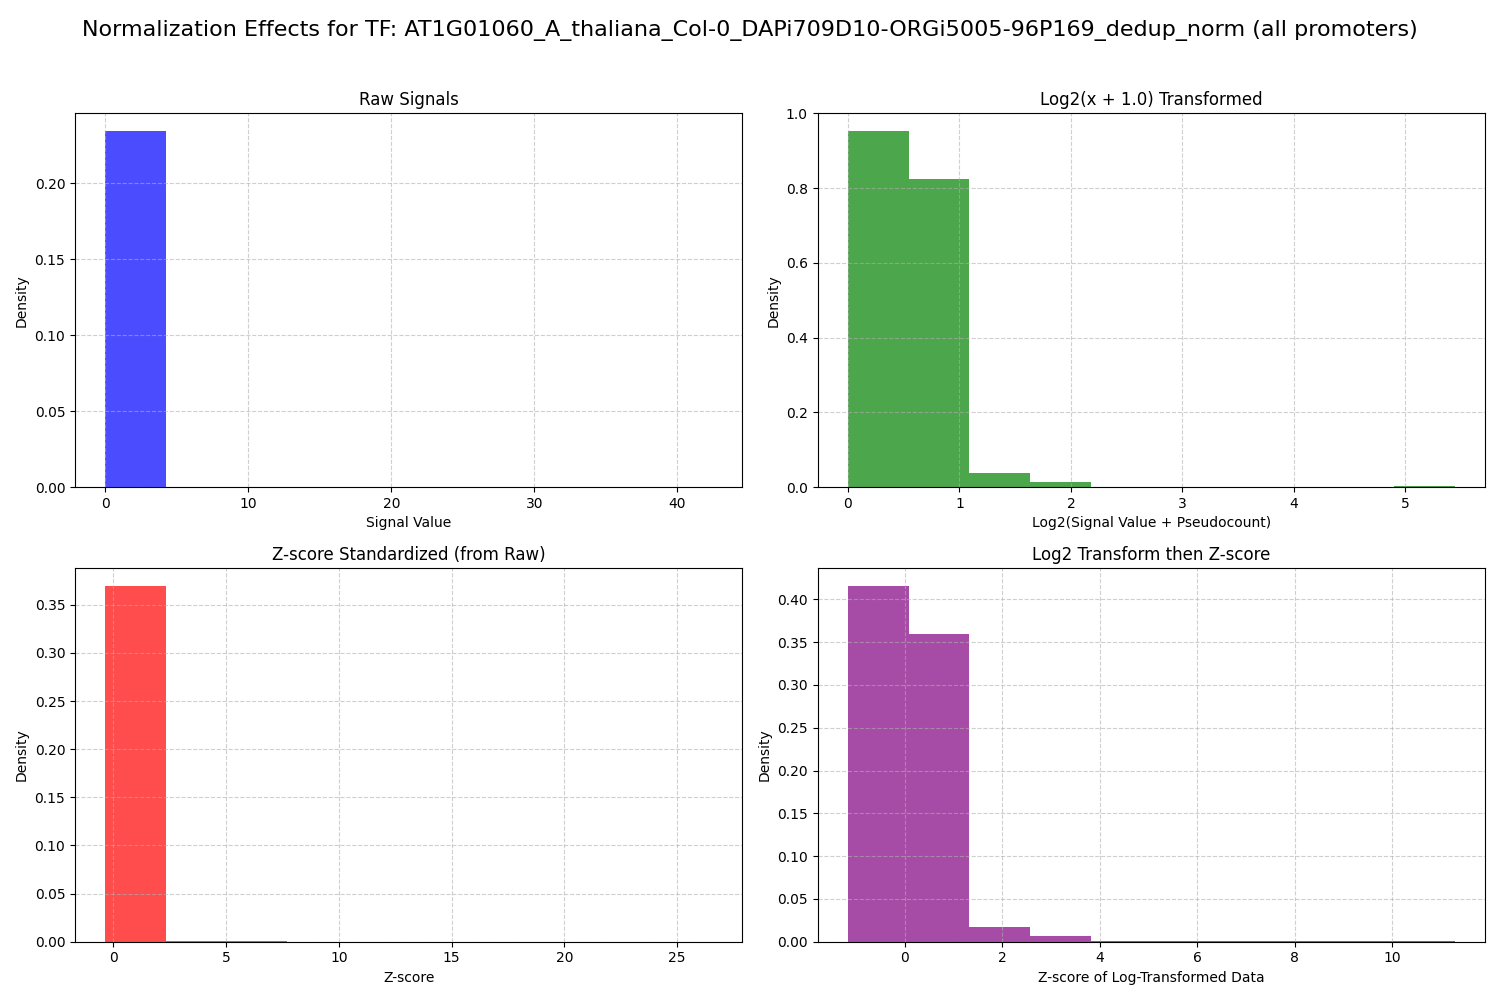 Normalization Effects for TF: AT1G01060_A_thaliana_Col-0_DAPi709D10-ORGi5005-96P169_dedup_norm (all promoters)
Raw Signals
Density
0.20
0.15
0.10
0.05
0.00
0 10 20 30 40
Signal Value
Log2(x + 1.0) Transformed
Density
1.0
0.8
0.6
0.4
0.2
0.0
0 1 2 3 4 5
Log2(Signal Value + Pseudocount)
Z-score Standardized (from Raw)
Density
0.35
0.30
0.25
0.20
0.15
0.10
0.05
0.00
0 5 10 15 20 25
Z-score
Log2 Transform then Z-score
Density
0.40
0.35
0.30
0.25
0.20
0.15
0.10
0.05
0.00
0 2 4 6 8 10
Z-score of Log-Transformed Data